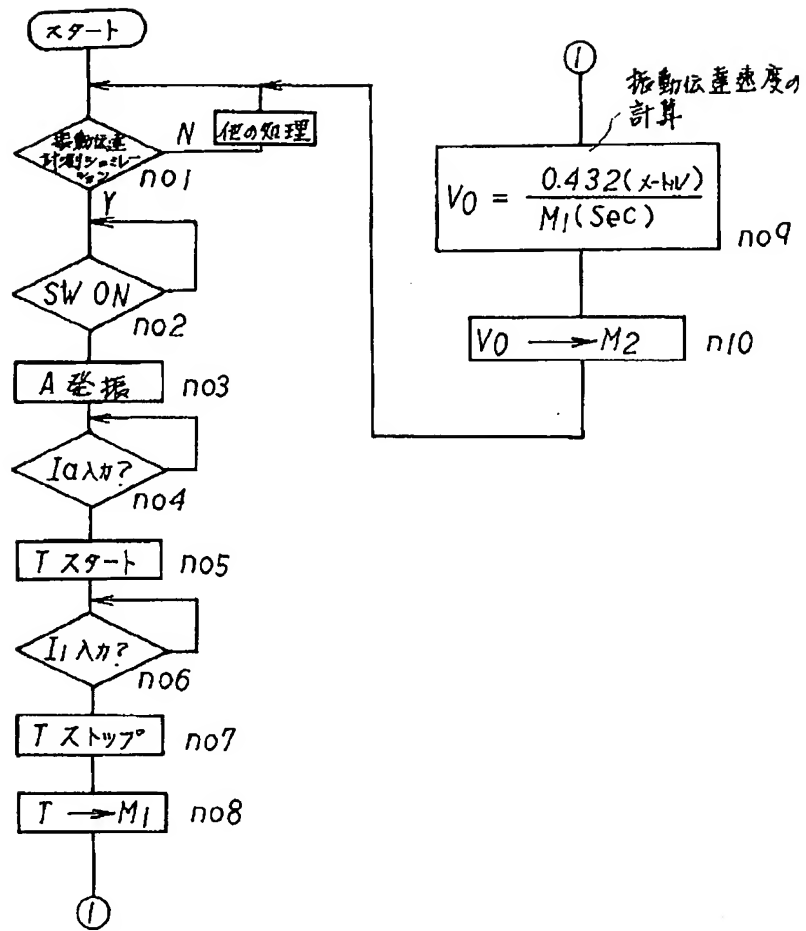 スタート
振動伝達
計測シュミレー
ション
N
他の処理
no1
Y
SW ON
no2
A 発振
no3
Ia入力?
no4
T スタート
no5
I1 入力?
no6
T ストップ
no7
T → M1
no8
1
1
振動伝達速度の
計算
V0 = 0.432(メートル)
M1(Sec)
no9
V0 → M2
n10